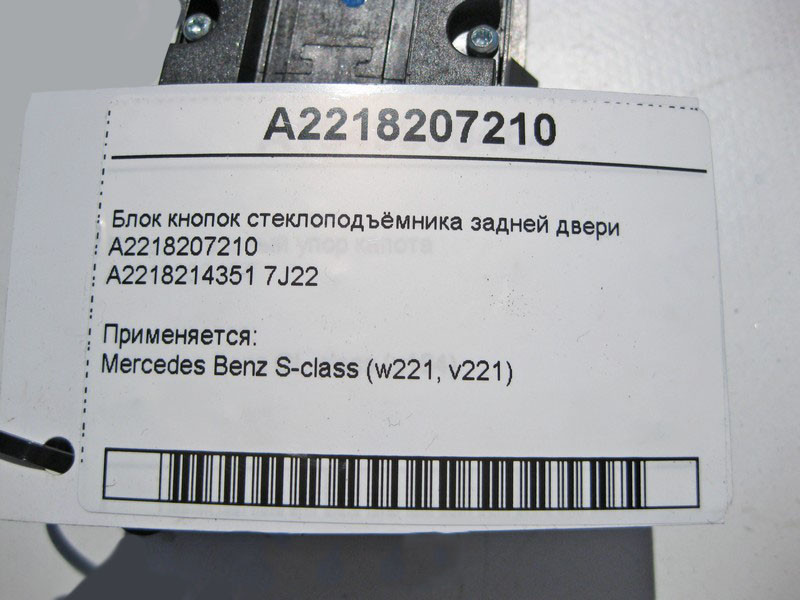 A2218207210
Блок кнопок стеклоподъёмника задней двери
A2218207210
A2218214351 7J22
Применяется:
Mercedes Benz S-class (w221, v221)